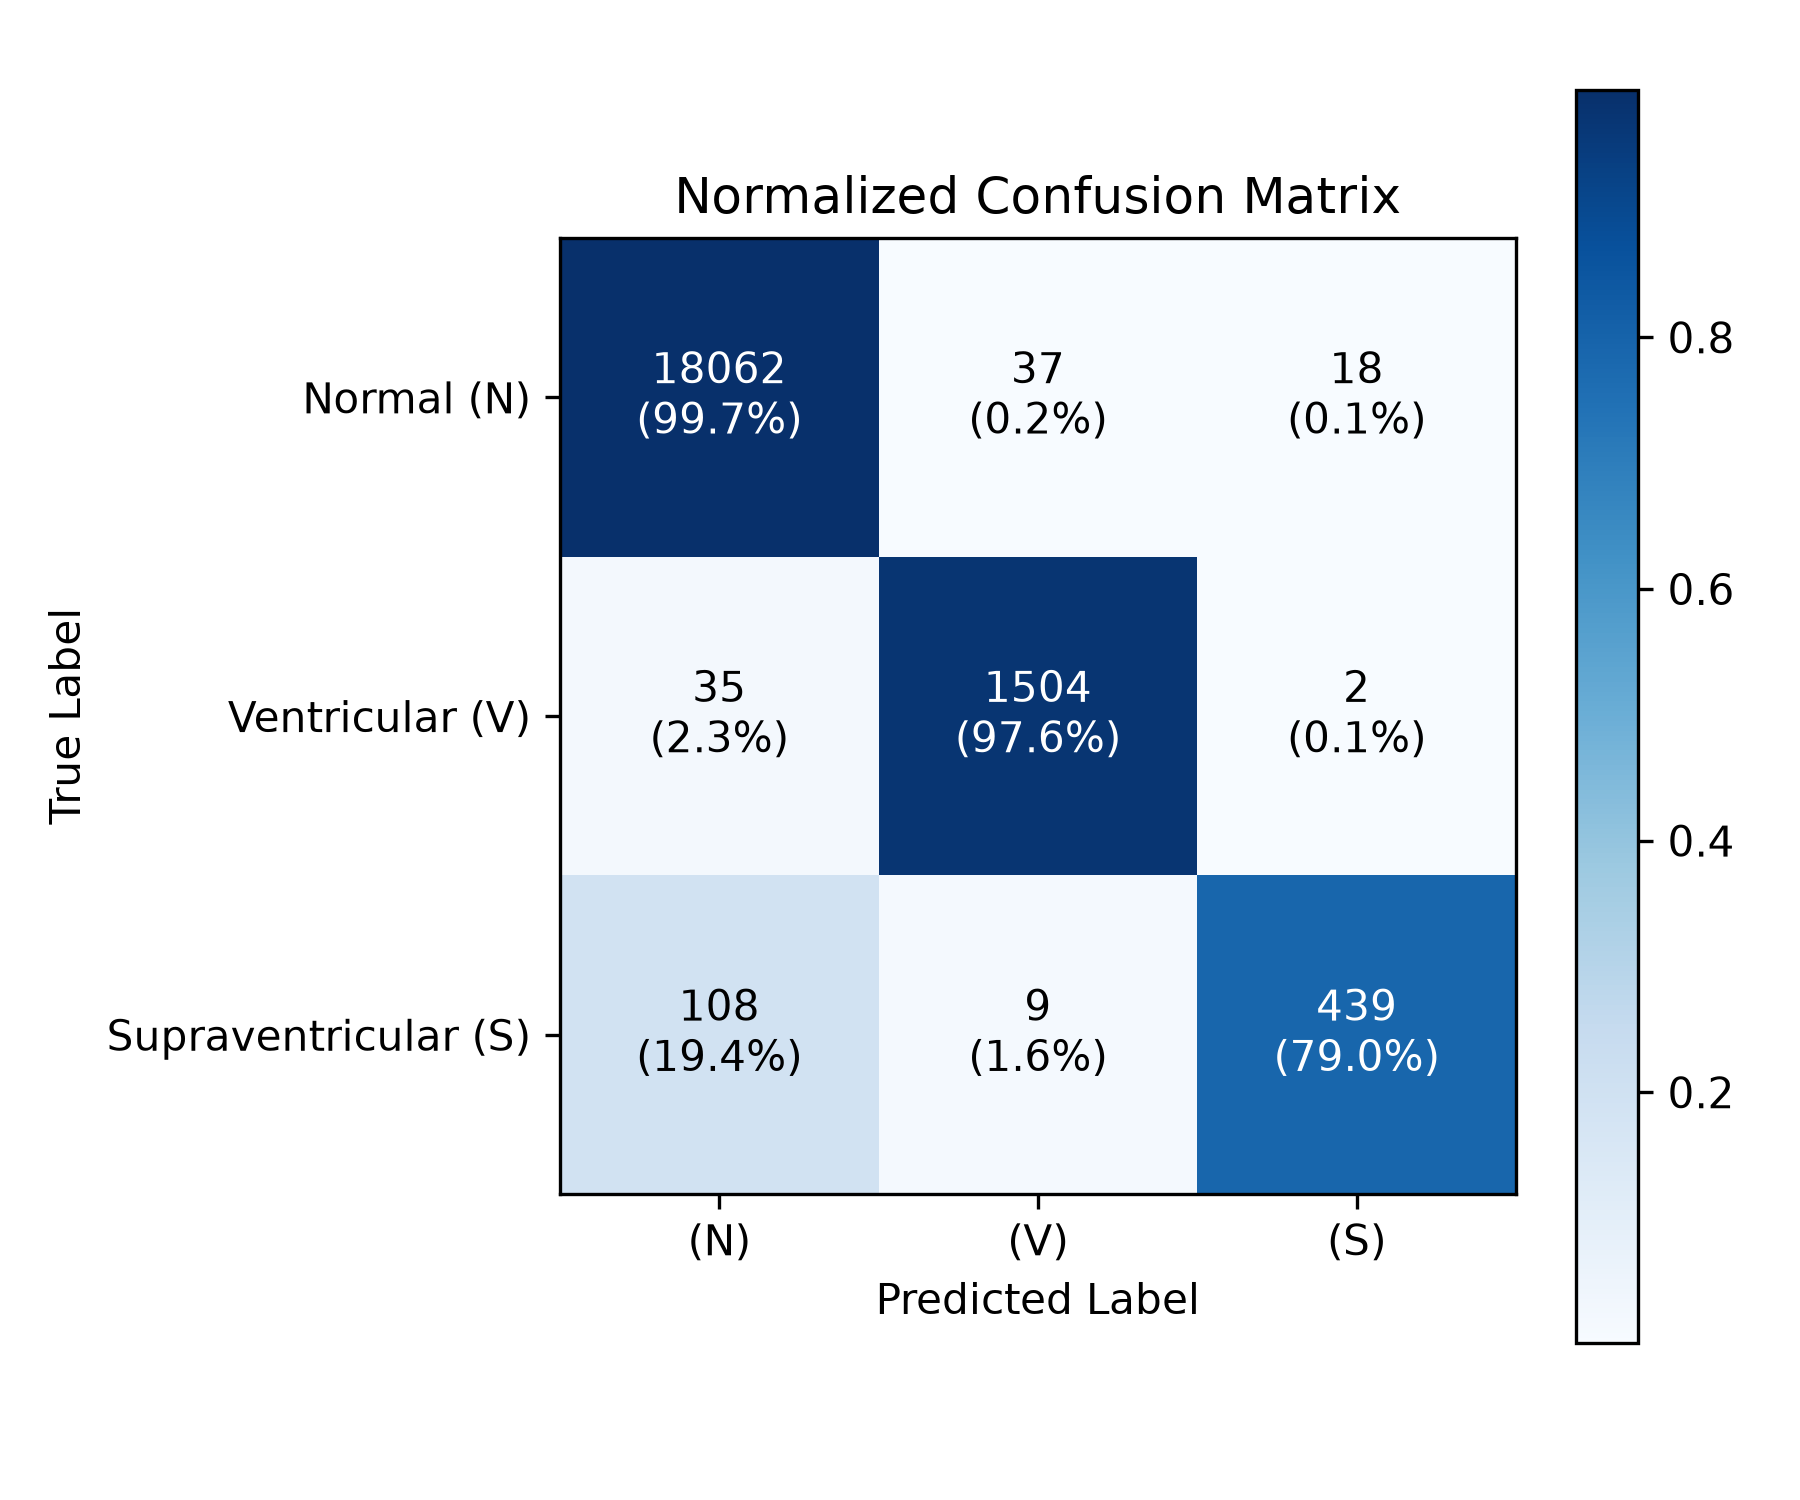 Normalized Confusion Matrix
True Label
Normal (N)
18062
(99.7%)
37
(0.2%)
18
(0.1%)
Ventricular (V)
35
(2.3%)
1504
(97.6%)
2
(0.1%)
Supraventricular (S)
108
(19.4%)
9
(1.6%)
439
(79.0%)
(N)
(V)
(S)
Predicted Label
0.8
0.6
0.4
0.2